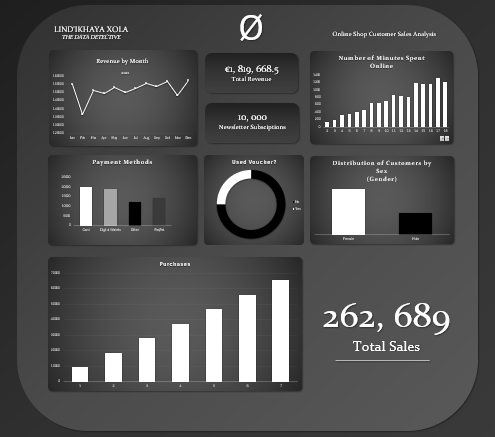 LIND'IKHAYA XOLA
THE DATA DETECTIVE
Ø
Online Shop Customer Sales Analysis
Revenue by Month
Jan Feb Mar Apr May Jun Jul Aug Sep Oct Nov Dec
€1, 819, 668.5
Total Revenue
10, 000
Newsletter Subsciptions
Number of Minutes Spent
Online
Payment Methods
Card Digital Wallets Other PayPal
Used Voucher?
No
Yes
Distribution of Customers by
Sex
(Gender)
Female Male
Purchases
1 2 3 4 5 6 7
262, 689
Total Sales